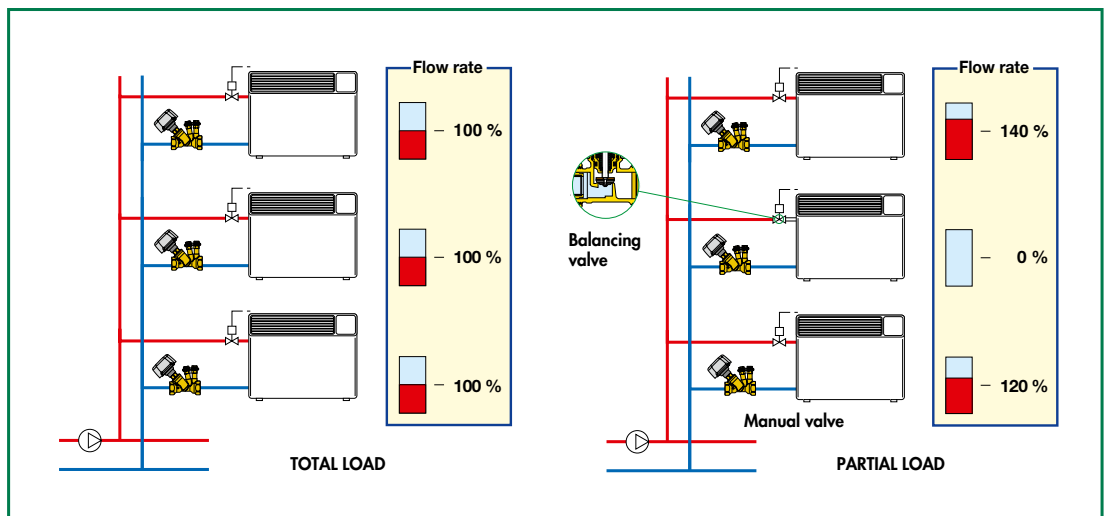 Flow rate
100 %
100 %
100 %
TOTAL LOAD
Flow rate
140 %
Balancing
valve
0 %
120 %
Manual valve
PARTIAL LOAD